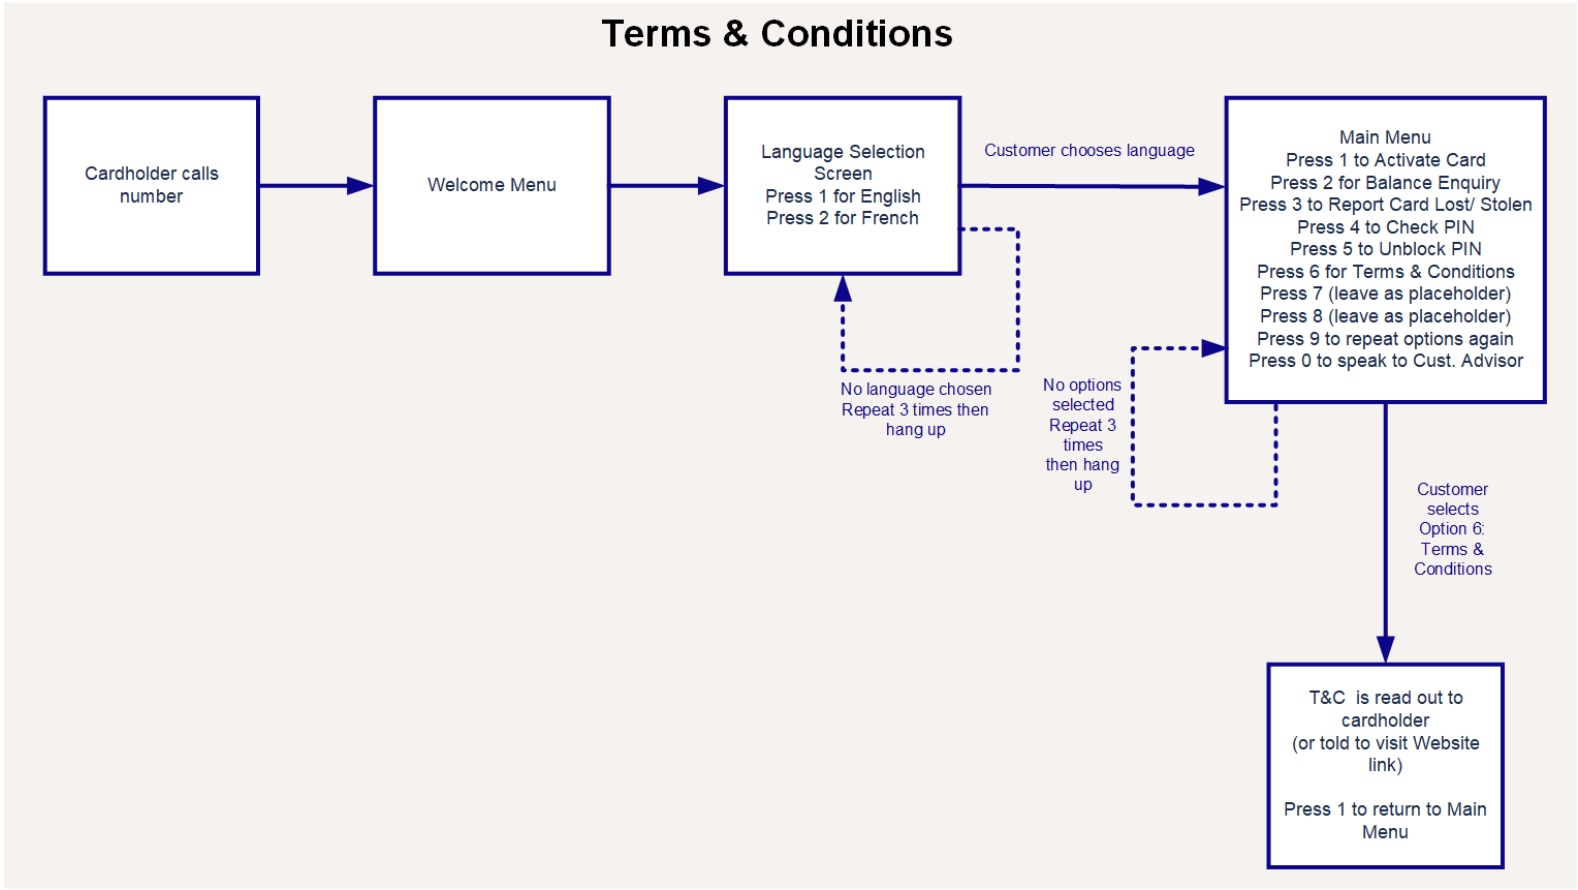 Terms & Conditions
Cardholder calls
number
Welcome Menu
Language Selection
Screen
Press 1 for English
Press 2 for French
Customer chooses language
Main Menu
Press 1 to Activate Card
Press 2 for Balance Enquiry
Press 3 to Report Card Lost/ Stolen
Press 4 to Check PIN
Press 5 to Unblock PIN
Press 6 for Terms & Conditions
Press 7 (leave as placeholder)
Press 8 (leave as placeholder)
Press 9 to repeat options again
Press 0 to speak to Cust. Advisor
No language chosen
Repeat 3 times then
hang up
No options
selected
Repeat 3
times
then hang
up
Customer
selects
Option 6:
Terms &
Conditions
T&C  is read out to
cardholder
(or told to visit Website
link)
Press 1 to return to Main
Menu